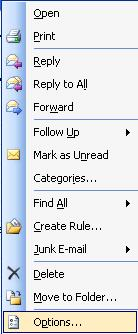 Open
Print
Reply
Reply to All
Forward
Follow Up
Mark as Unread
Categories...
Find All
Create Rule...
Junk E-mail
Delete
Move to Folder...
Options...